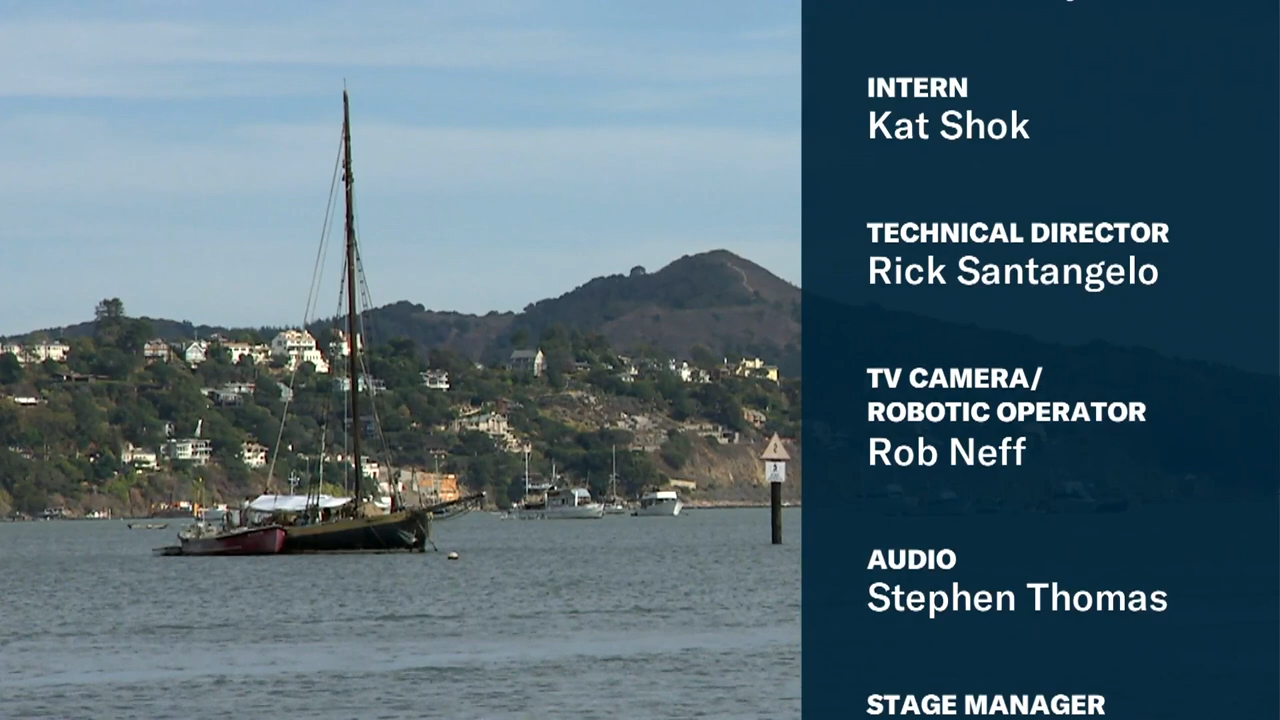 INTERN
Kat Shok
TECHNICAL DIRECTOR
Rick Santangelo
TV CAMERA/
ROBOTIC OPERATOR
Rob Neff
AUDIO
Stephen Thomas
STAGE MANAGER